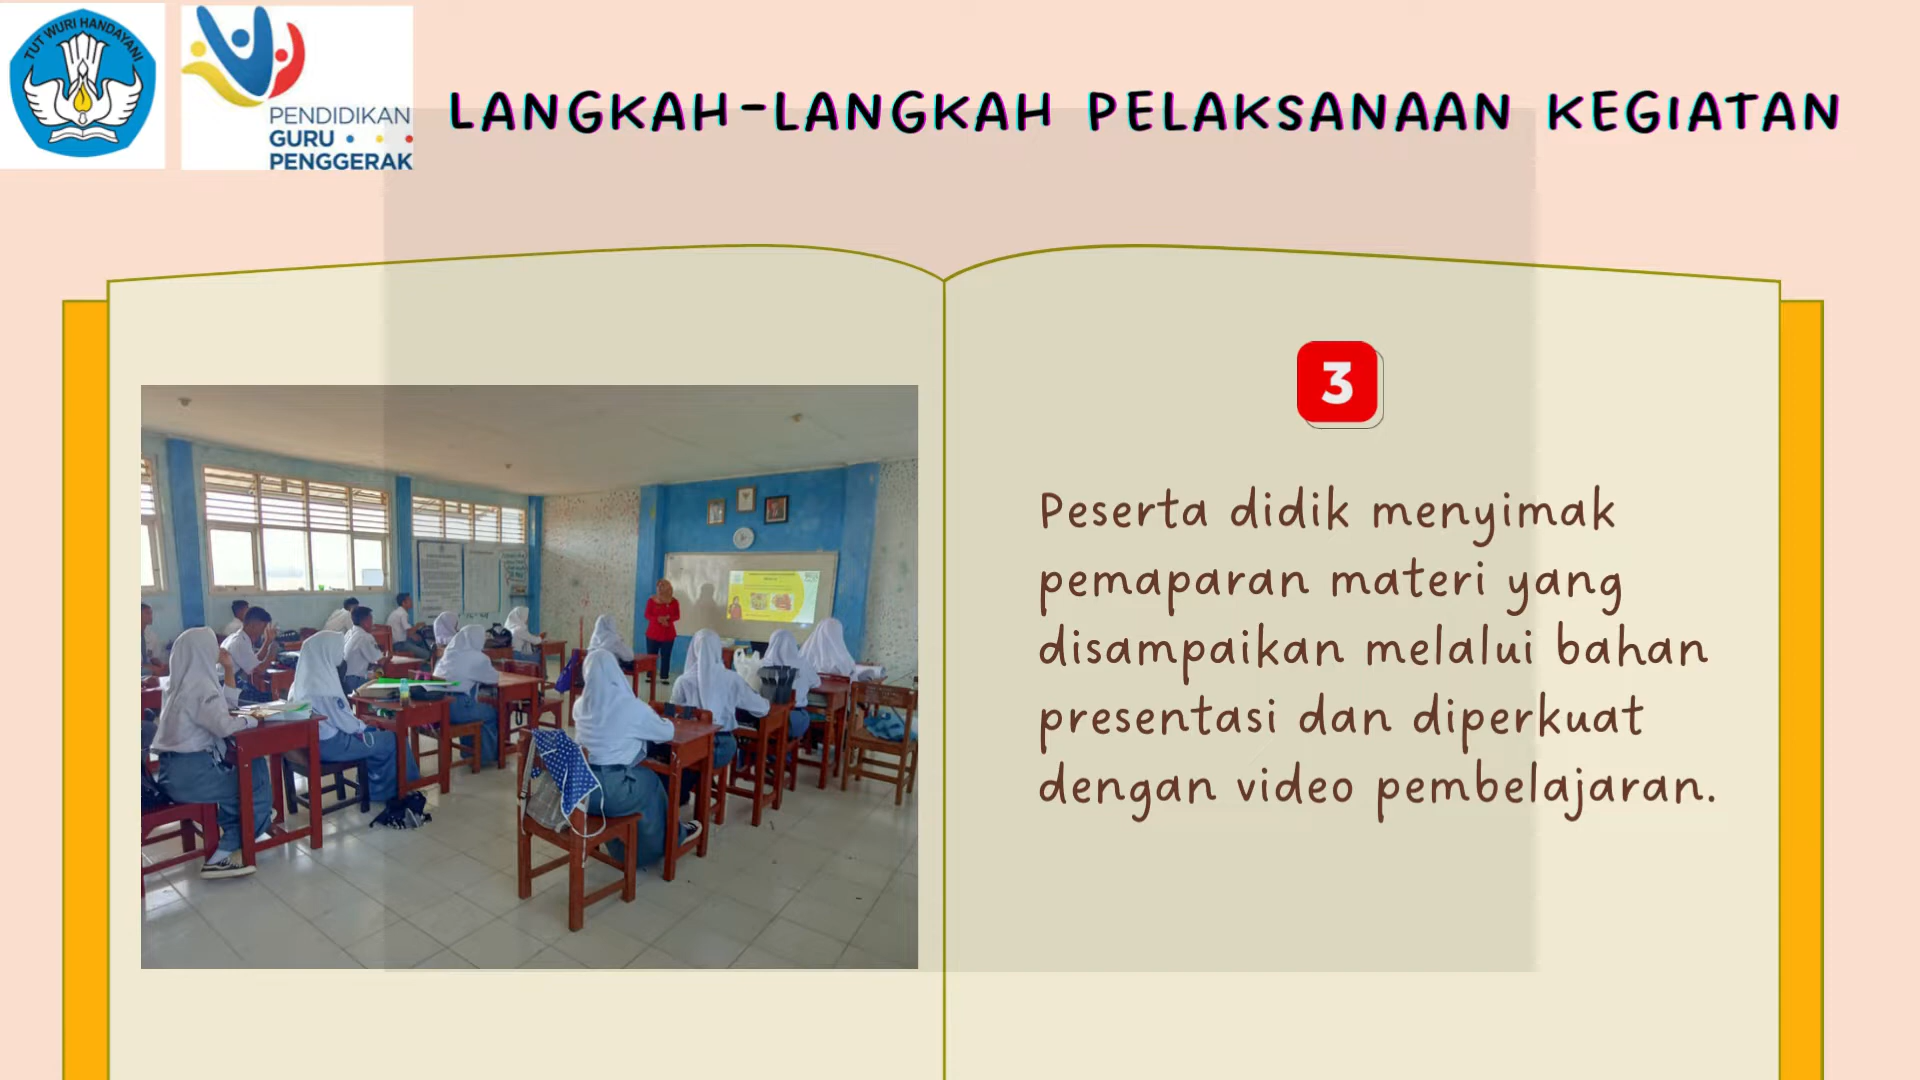 TUT WURI HANDAYANI
PENDIDIKAN
GURU
PENGGERAK
LANGKAH-LANGKAH PELAKSANAAN KEGIATAN
3
Peserta didik menyimak
pemaparan materi yang
disampaikan melalui bahan
presentasi dan diperkuat
dengan video pembelajaran.